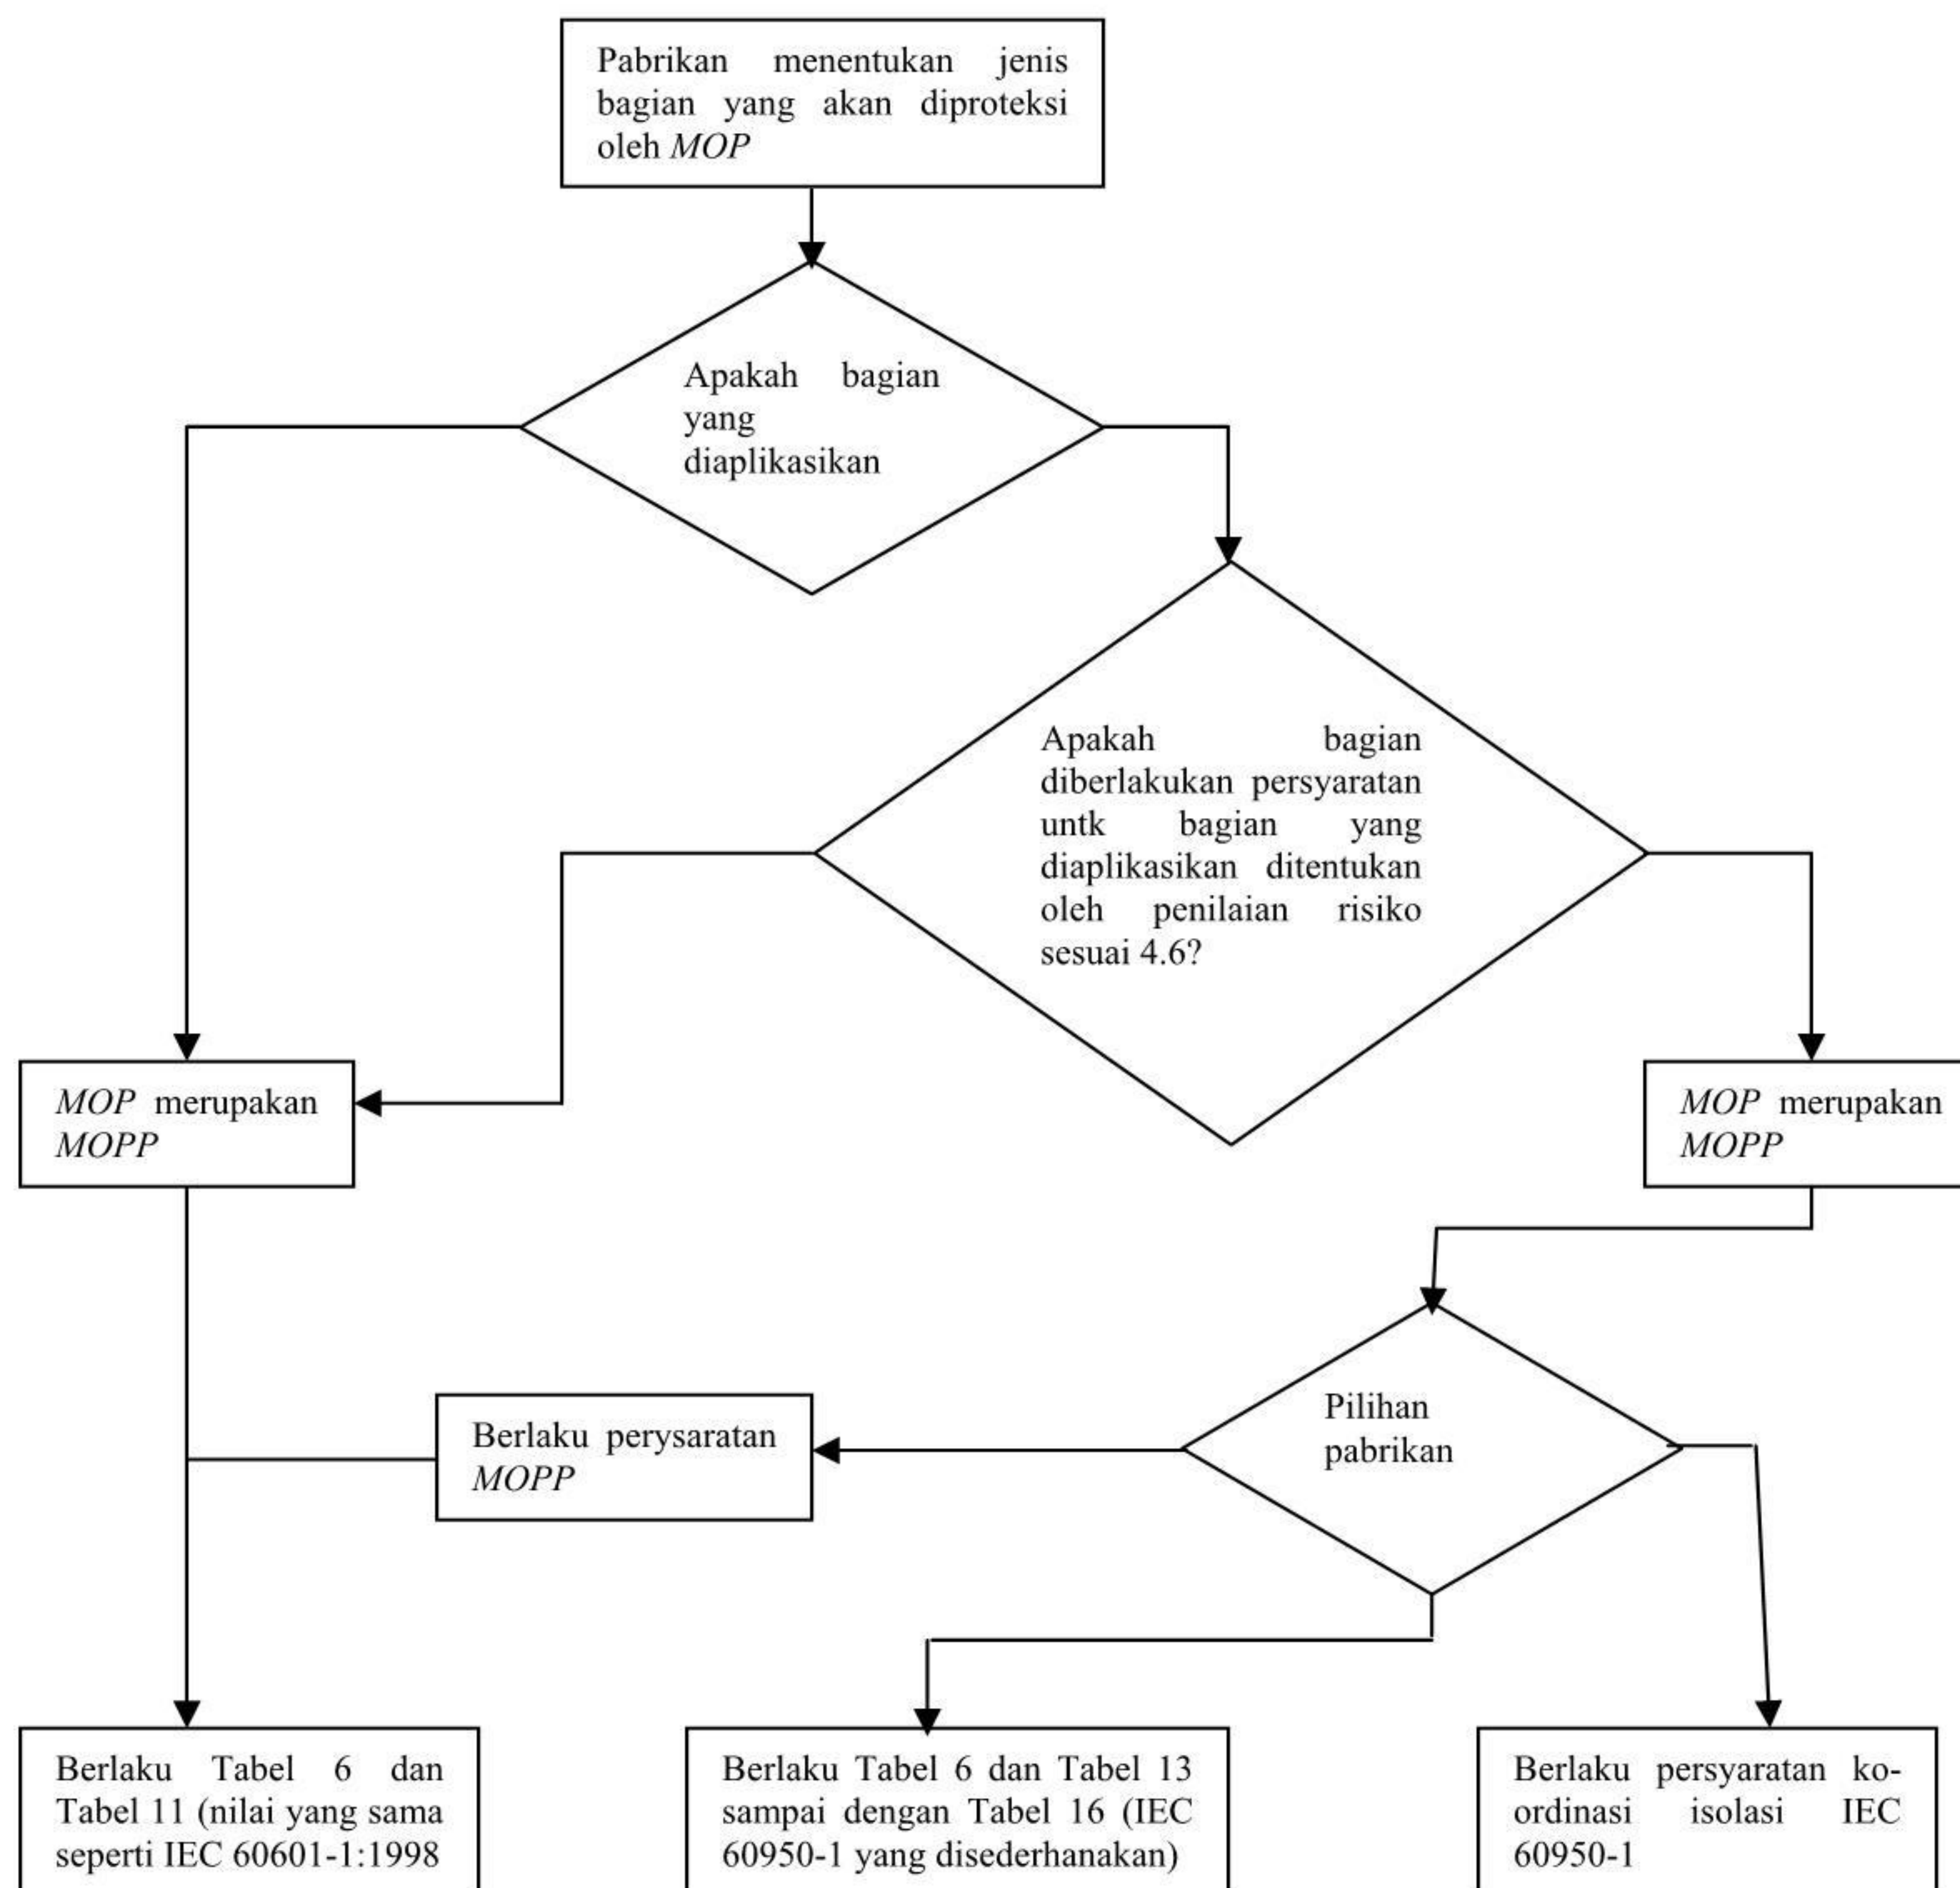 Pabrikan menentukan jenis
bagian yang akan diproteksi
oleh MOP
Apakah bagian
yang
diaplikasikan
Apakah bagian
diberlakukan persyaratan
untk bagian yang
diaplikasikan ditentukan
oleh penilaian risiko
sesuai 4.6?
MOP merupakan
MOPP
MOP merupakan
MOPP
Pilihan
pabrikan
Berlaku perysaratan
MOPP
Berlaku Tabel 6 dan
Tabel 11 (nilai yang sama
seperti IEC 60601-1:1998
Berlaku Tabel 6 dan Tabel 13
sampai dengan Tabel 16 (IEC
60950-1 yang disederhanakan)
Berlaku persyaratan ko-
ordinasi isolasi IEC
60950-1